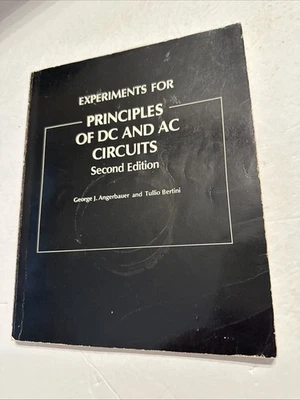 EXPERIMENTS FOR
PRINCIPLES
OF DC AND AC
CIRCUITS
Second Edition
George J. Angerbauer and Tullio Bertini